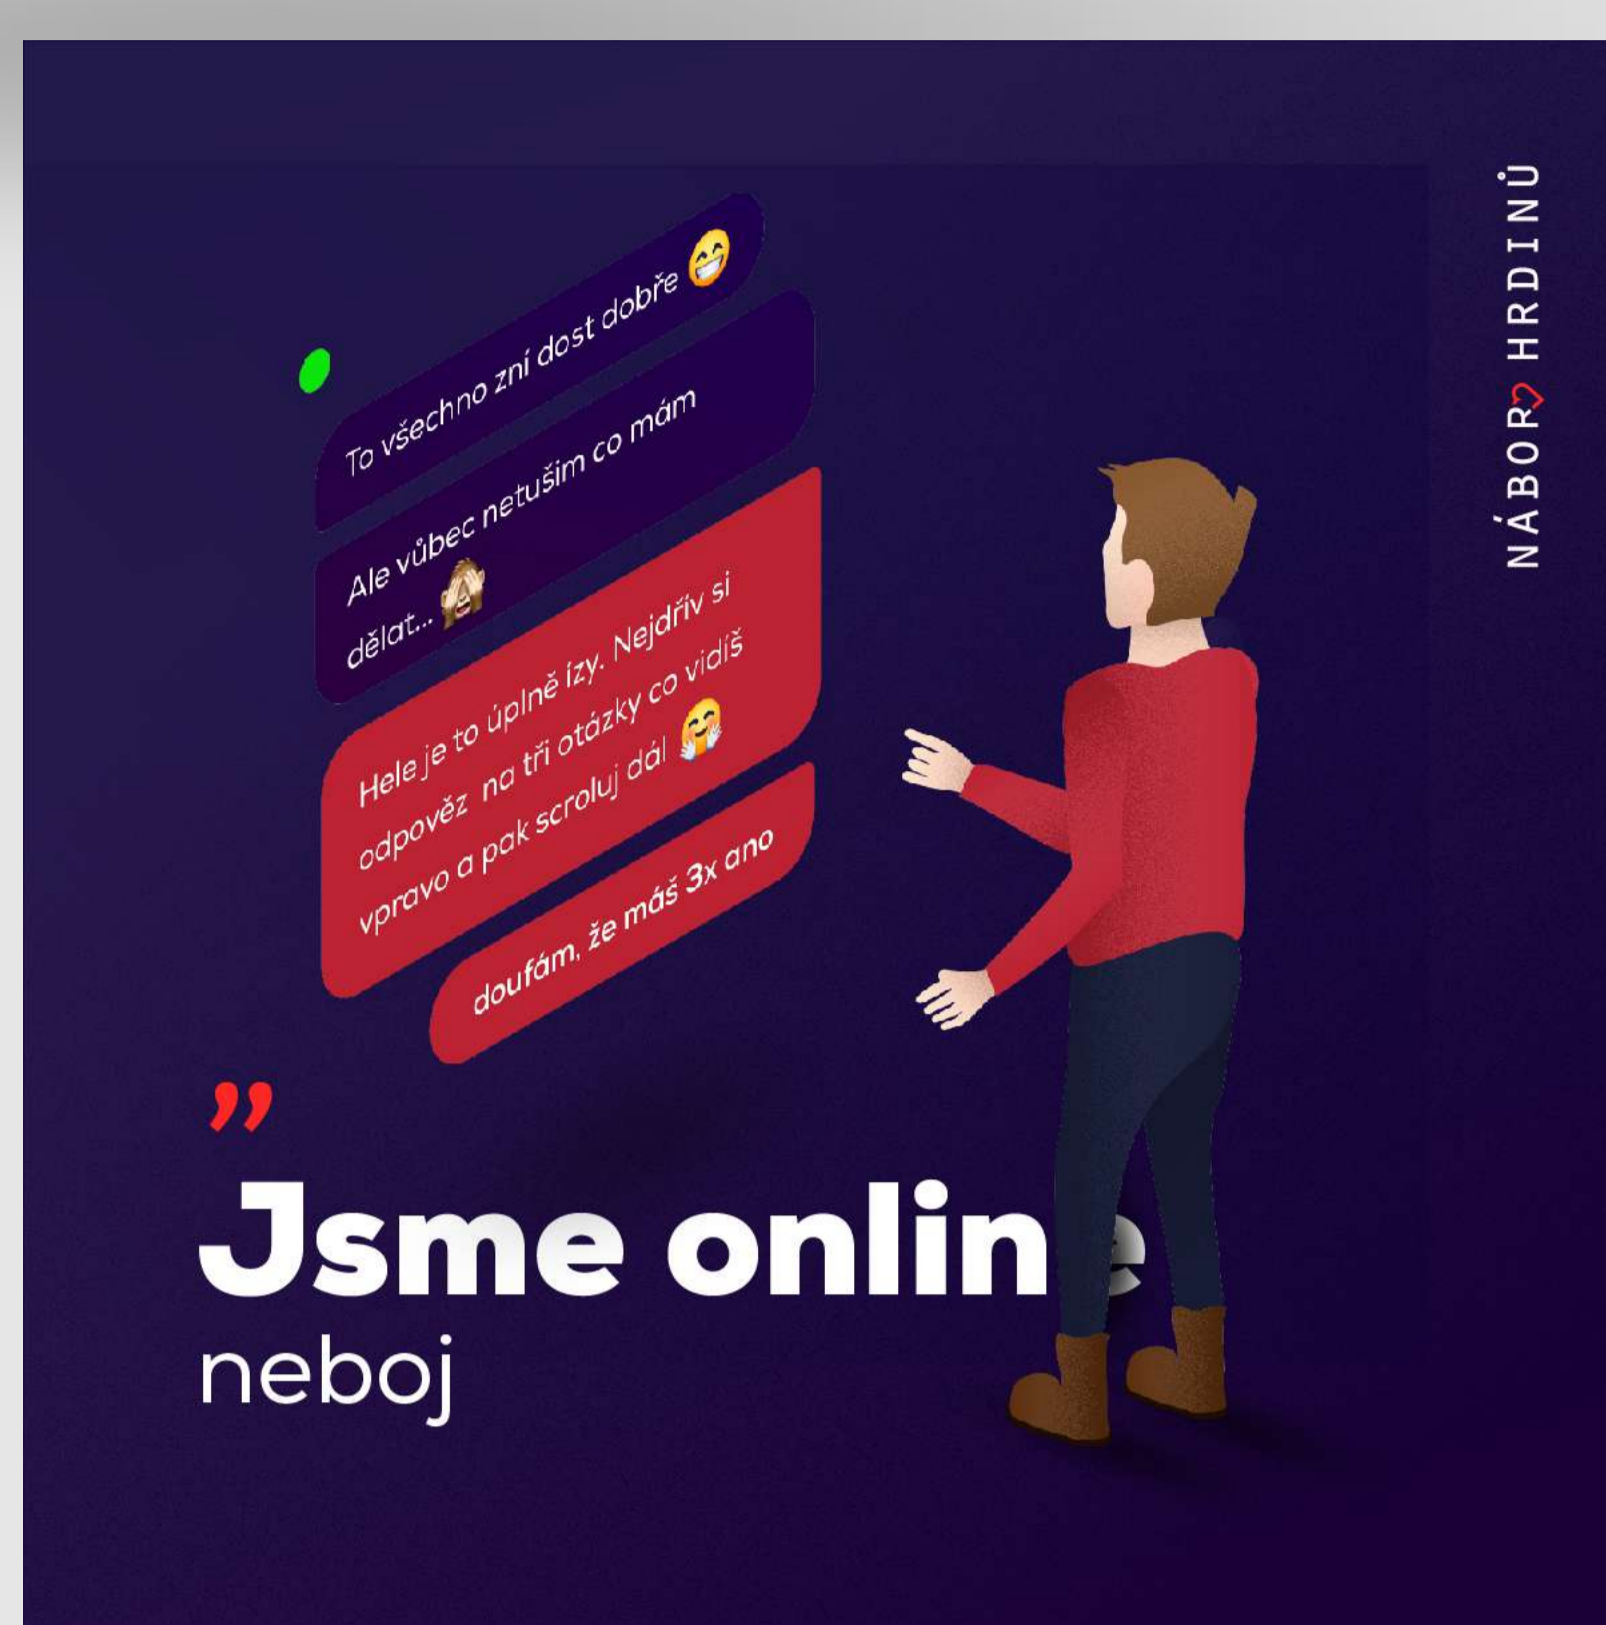 To všechno zní dost dobře 😁
Ale vůbec netuším co mám
dělat... 🙈
Hele je to úplně ízy. Nejdřív si
odpověz na tři otázky co vidíš
vpravo a pak scroluj dál 🤗
doufám, že máš 3x ano
”
Jsme online
neboj
NÁBOR HRDINŮ